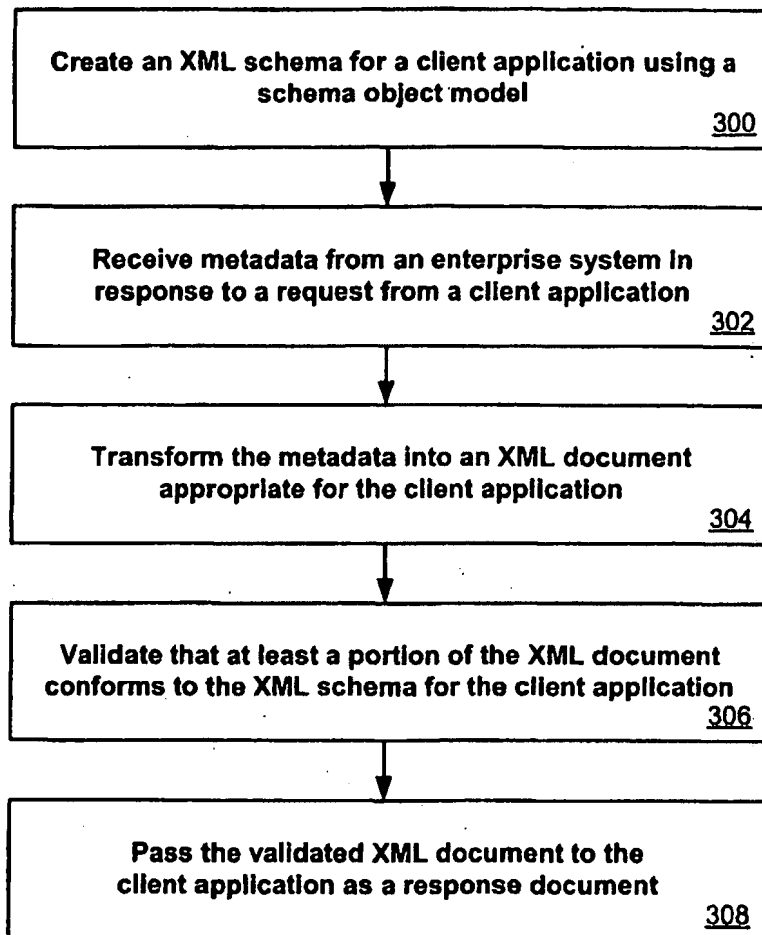 Create an XML schema for a client application using a
schema object model
300
Receive metadata from an enterprise system in
response to a request from a client application
302
Transform the metadata into an XML document
appropriate for the client application
304
Validate that at least a portion of the XML document
conforms to the XML schema for the client application
306
Pass the validated XML document to the
client application as a response document
308